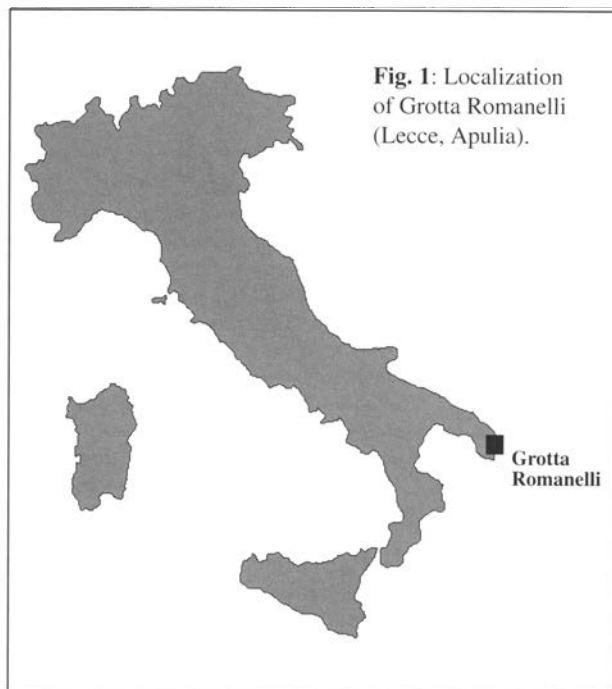 Fig. 1: Localization
of Grotta Romanelli
(Lecce, Apulia).
Grotta
Romanelli